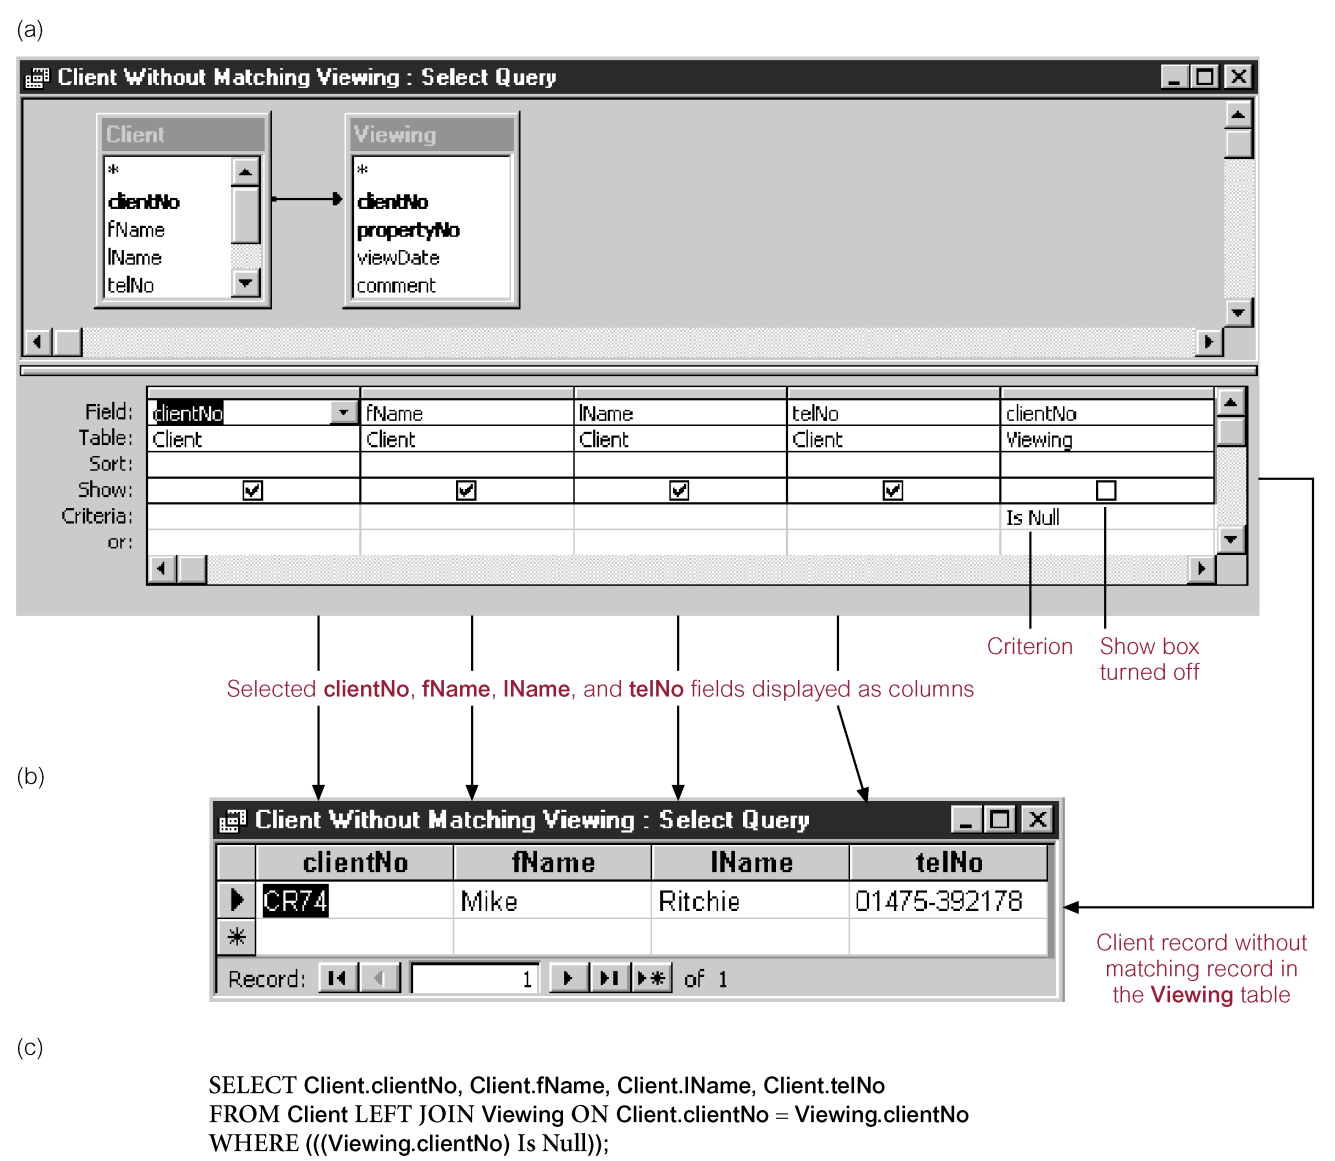 (a)
Client Without Matching Viewing : Select Query
Client
*
clientNo
fName
lName
telNo
Viewing
*
clientNo
propertyNo
viewDate
comment
Field: clientNo fName lName telNo clientNo
Table: Client Client Client Client Viewing
Sort:
Show:
Criteria: Is Null
or:
Criterion
Show box
turned off
Selected clientNo, fName, lName, and telNo fields displayed as columns
(b)
Client Without Matching Viewing : Select Query
clientNo fName lName telNo
CR74 Mike Ritchie 01475-392178
Record: 1 of 1
Client record without
matching record in
the Viewing table
(c)
SELECT Client.clientNo, Client.fName, Client.lName, Client.telNo
FROM Client LEFT JOIN Viewing ON Client.clientNo = Viewing.clientNo
WHERE (((Viewing.clientNo) Is Null));